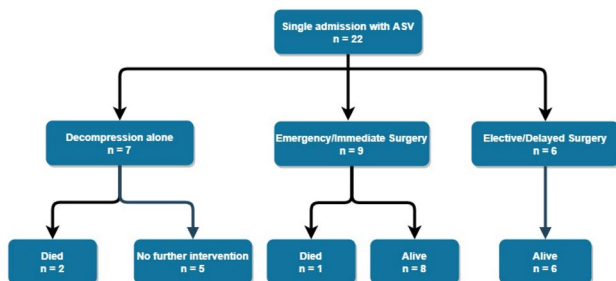 Single admission with ASV
n = 22
Decompression alone
n = 7
Emergency/Immediate Surgery
n = 9
Elective/Delayed Surgery
n = 6
Died
n = 2
No further intervention
n = 5
Died
n = 1
Alive
n = 8
Alive
n = 6